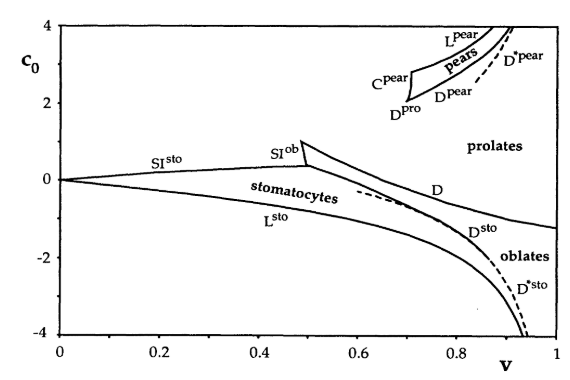 4
L^pear
c_0
pears
D^*pear
C^pear
D^pear
2
D^pro
prolates
SI^ob
SI^sto
0
stomatocytes
D
L^sto
D^sto
-2
oblates
D^*sto
-4
0
0.2
0.4
0.6
0.8
1
v